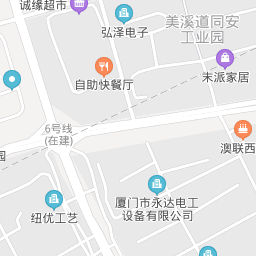 诚缘超市
弘泽电子
美溪道同安
工业园
自助快餐厅
末派家居
6号线
(在建)
园
澳联西
纽优工艺
厦门市永达电工
设备有限公司